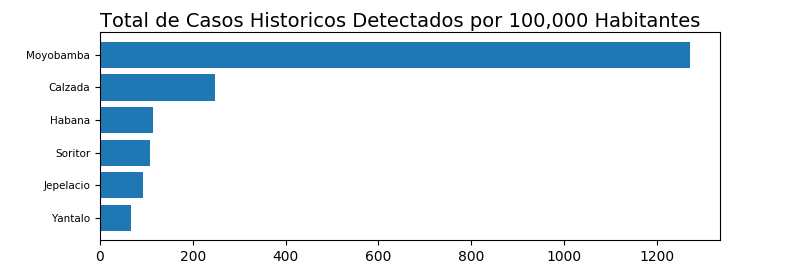 Total de Casos Historicos Detectados por 100,000 Habitantes
Moyobamba
Calzada
Habana
Soritor
Jepelacio
Yantalo
0 200 400 600 800 1000 1200